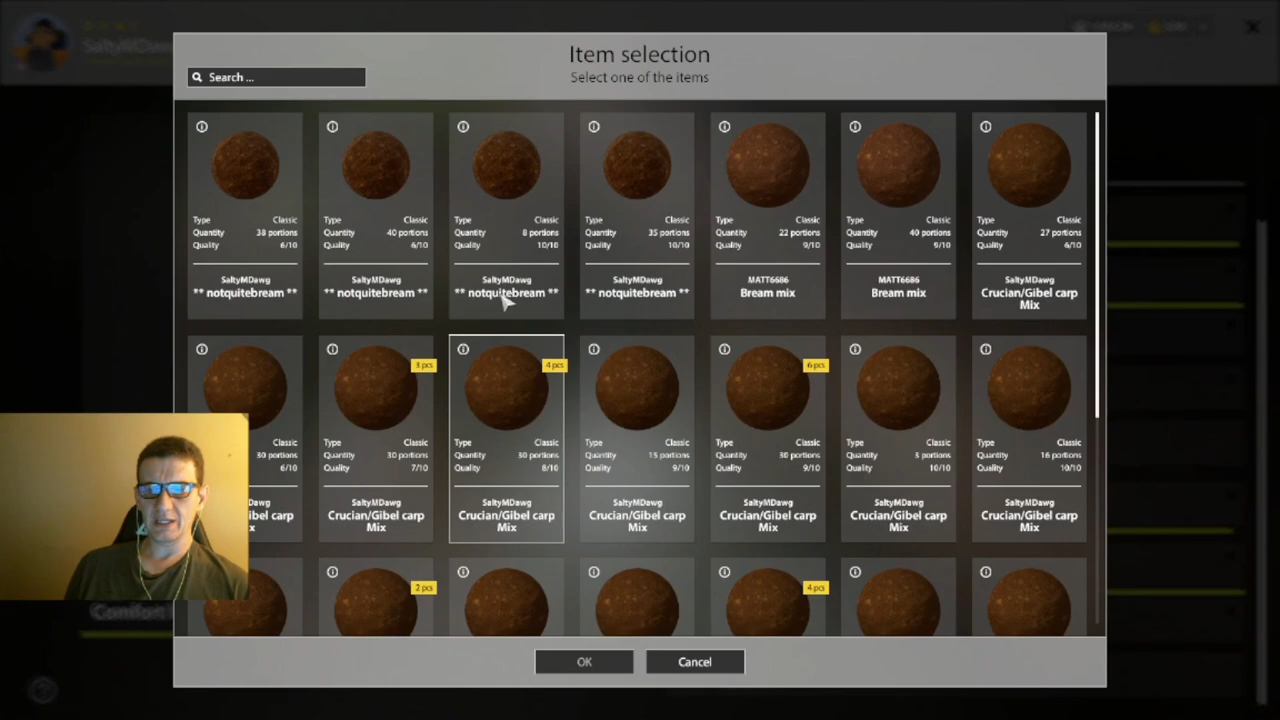 SaltyMDawg
Item selection
Select one of the items
Search ...
Type Classic
Quantity 38 portions
Quality 6/10
SaltyMDawg
** notquitebream **
Type Classic
Quantity 40 portions
Quality 6/10
SaltyMDawg
** notquitebream **
Type Classic
Quantity 8 portions
Quality 10/10
SaltyMDawg
** notquitebream **
Type Classic
Quantity 35 portions
Quality 10/10
SaltyMDawg
** notquitebream **
Type Classic
Quantity 22 portions
Quality 9/10
MATT6686
Bream mix
Type Classic
Quantity 40 portions
Quality 9/10
MATT6686
Bream mix
Type Classic
Quantity 27 portions
Quality 6/10
SaltyMDawg
Crucian/Gibel carp
Mix
Classic
30 portions
6/10
3 pcs
Type Classic
Quantity 30 portions
Quality 7/10
SaltyMDawg
Crucian/Gibel carp
Mix
4 pcs
Type Classic
Quantity 30 portions
Quality 8/10
SaltyMDawg
Crucian/Gibel carp
Mix
Type Classic
Quantity 15 portions
Quality 9/10
SaltyMDawg
Crucian/Gibel carp
Mix
6 pcs
Type Classic
Quantity 30 portions
Quality 9/10
SaltyMDawg
Crucian/Gibel carp
Mix
Type Classic
Quantity 3 portions
Quality 10/10
SaltyMDawg
Crucian/Gibel carp
Mix
Type Classic
Quantity 16 portions
Quality 10/10
SaltyMDawg
Crucian/Gibel carp
Mix
2 pcs
4 pcs
Comfort
OK
Cancel